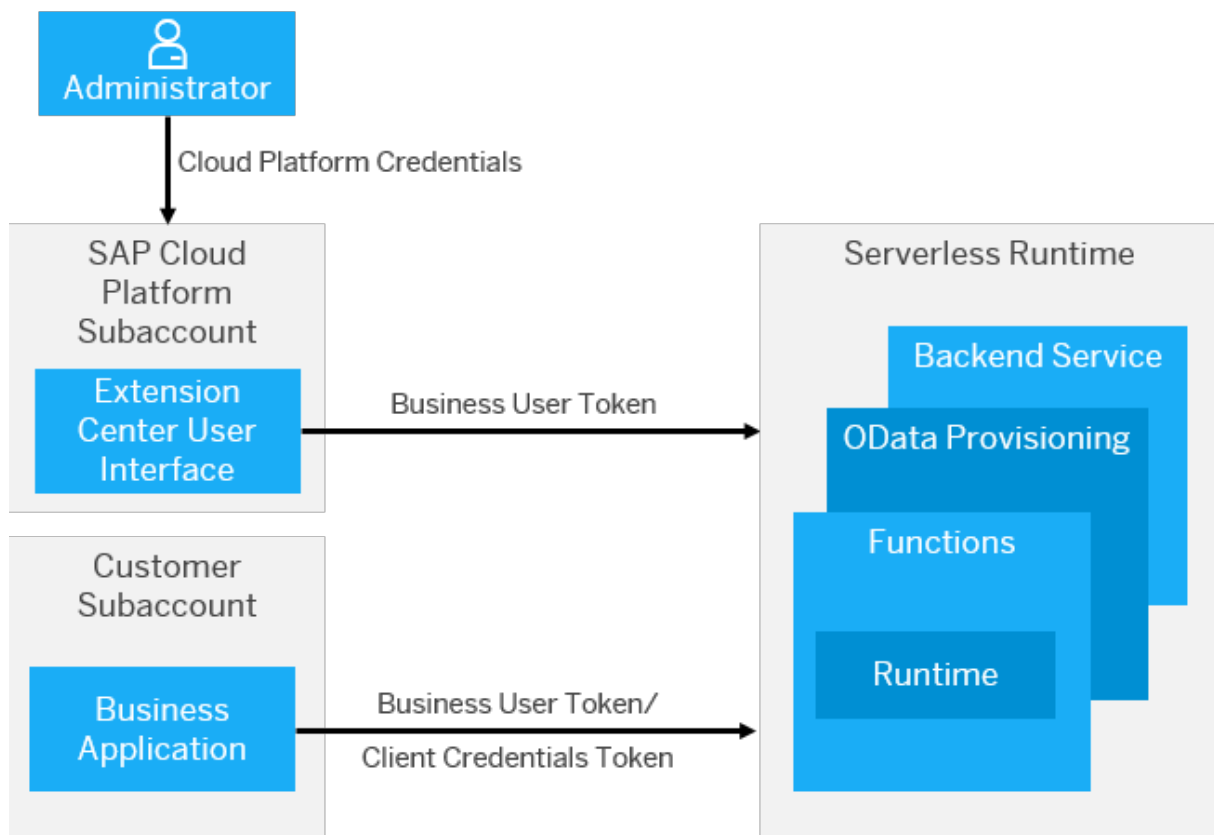 Administrator
Cloud Platform Credentials
SAP Cloud
Platform
Subaccount
Extension
Center User
Interface
Business User Token
Customer
Subaccount
Business
Application
Business User Token/
Client Credentials Token
Serverless Runtime
Backend Service
OData Provisioning
Functions
Runtime